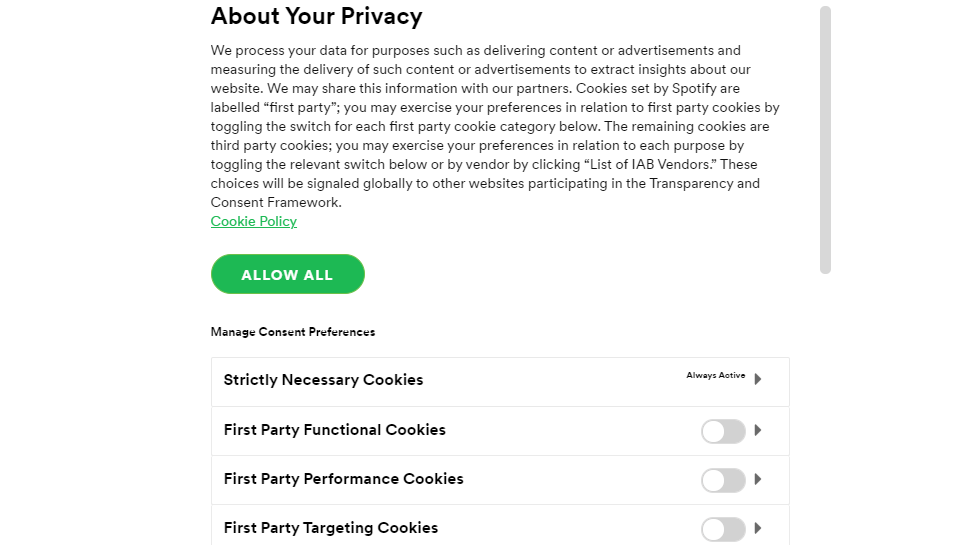 About Your Privacy
We process your data for purposes such as delivering content or advertisements and
measuring the delivery of such content or advertisements to extract insights about our
website. We may share this information with our partners. Cookies set by Spotify are
labelled “first party”; you may exercise your preferences in relation to first party cookies by
toggling the switch for each first party cookie category below. The remaining cookies are
third party cookies; you may exercise your preferences in relation to each purpose by
toggling the relevant switch below or by vendor by clicking “List of IAB Vendors.” These
choices will be signaled globally to other websites participating in the Transparency and
Consent Framework.
Cookie Policy
ALLOW ALL
Manage Consent Preferences
Strictly Necessary Cookies Always Active
First Party Functional Cookies
First Party Performance Cookies
First Party Targeting Cookies